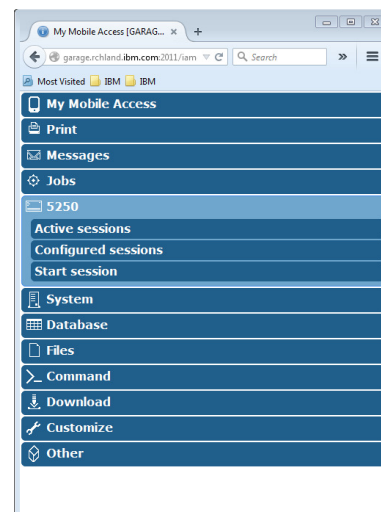 My Mobile Access [GARAG...
garage.rchland.ibm.com:2011/iam
Search
Most Visited IBM IBM
My Mobile Access
Print
Messages
Jobs
5250
Active sessions
Configured sessions
Start session
System
Database
Files
Command
Download
Customize
Other